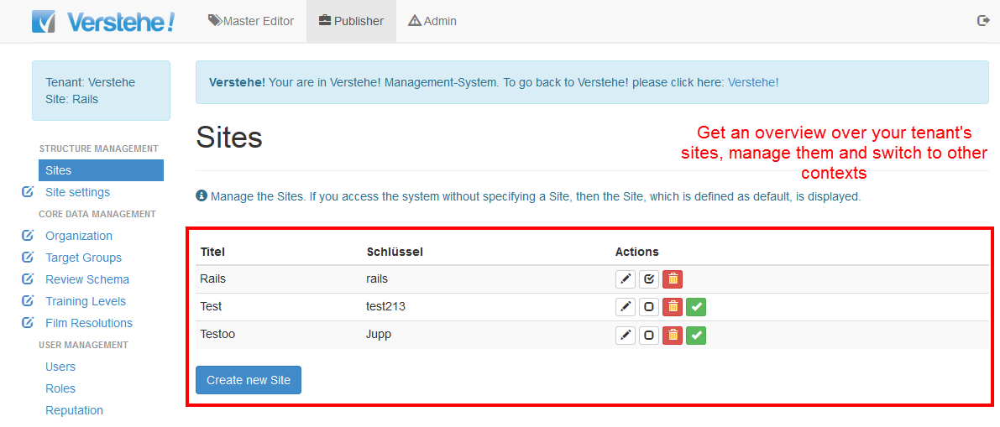 Verstehe!
Master Editor
Publisher
Admin
Tenant: Verstehe
Site: Rails
STRUCTURE MANAGEMENT
Sites
Site settings
CORE DATA MANAGEMENT
Organization
Target Groups
Review Schema
Training Levels
Film Resolutions
USER MANAGEMENT
Users
Roles
Reputation
Verstehe! Your are in Verstehe! Management-System. To go back to Verstehe! please click here: Verstehe!
Sites
Get an overview over your tenant's
sites, manage them and switch to other
contexts
Manage the Sites. If you access the system without specifying a Site, then the Site, which is defined as default, is displayed.
Titel Schlüssel Actions
Rails rails
Test test213
Testoo Jupp
Create new Site